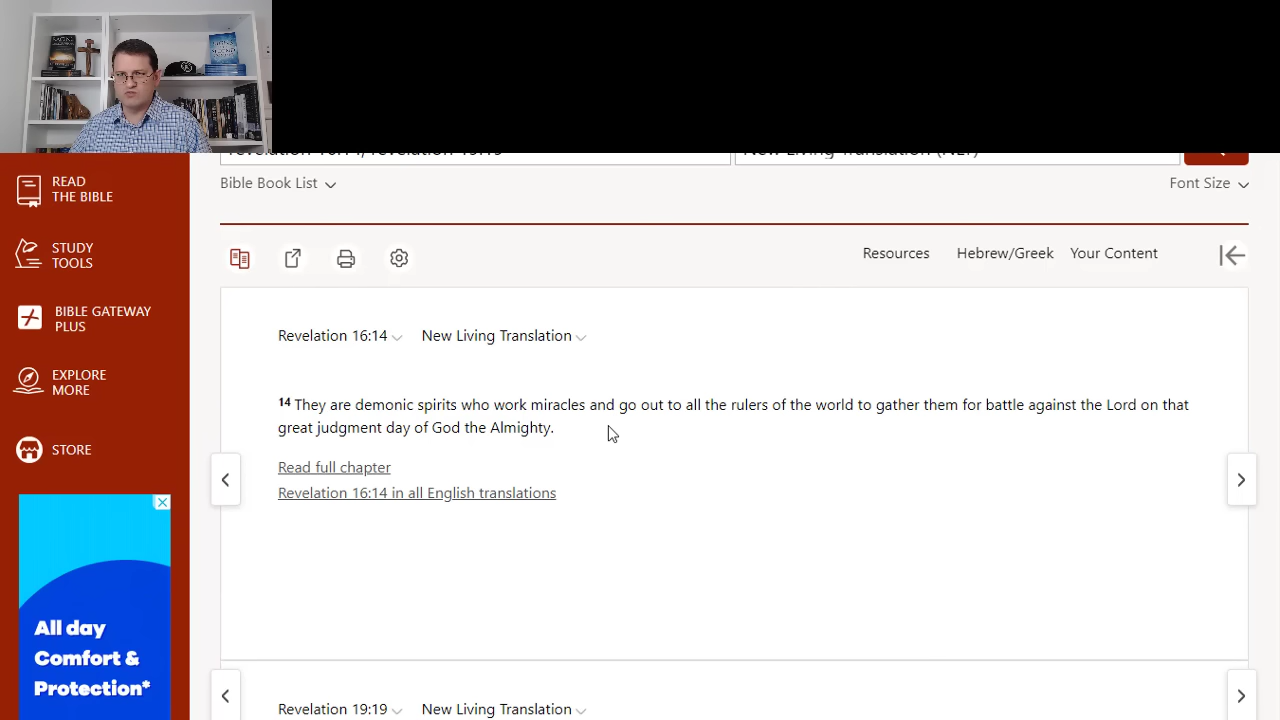 READ
THE BIBLE
STUDY
TOOLS
BIBLE GATEWAY
PLUS
EXPLORE
MORE
STORE
All day
Comfort &
Protection*
Bible Book List
Font Size
Resources Hebrew/Greek Your Content
Revelation 16:14 New Living Translation
14 They are demonic spirits who work miracles and go out to all the rulers of the world to gather them for battle against the Lord on that
great judgment day of God the Almighty.
Read full chapter
Revelation 16:14 in all English translations
Revelation 19:19 New Living Translation